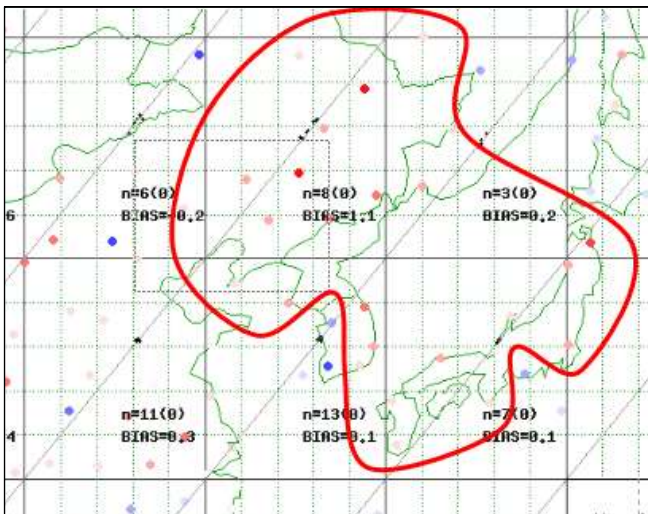 n=6(0) n=8(0) n=3(0)
BIAS=-0.2 BIAS=1.1 BIAS=0.2
6
n=11(0) n=13(0) n=7(0)
BIAS=0.3 BIAS=0.1 BIAS=0.1
4